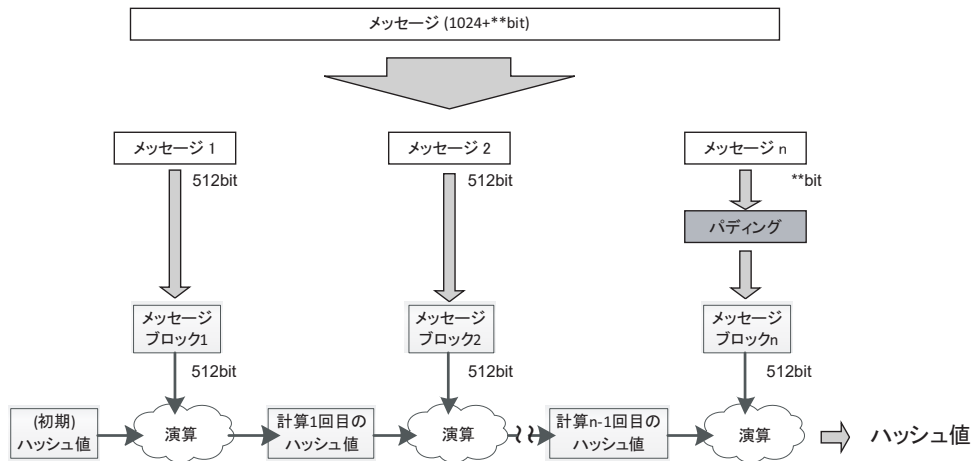 メッセージ (1024+**bit)
メッセージ 1
メッセージ 2
メッセージ n
512bit
512bit
**bit
パディング
メッセージ
ブロック1
メッセージ
ブロック2
メッセージ
ブロックn
512bit
512bit
512bit
(初期)
ハッシュ値
演算
計算1回目の
ハッシュ値
演算
計算n-1回目の
ハッシュ値
演算
ハッシュ値